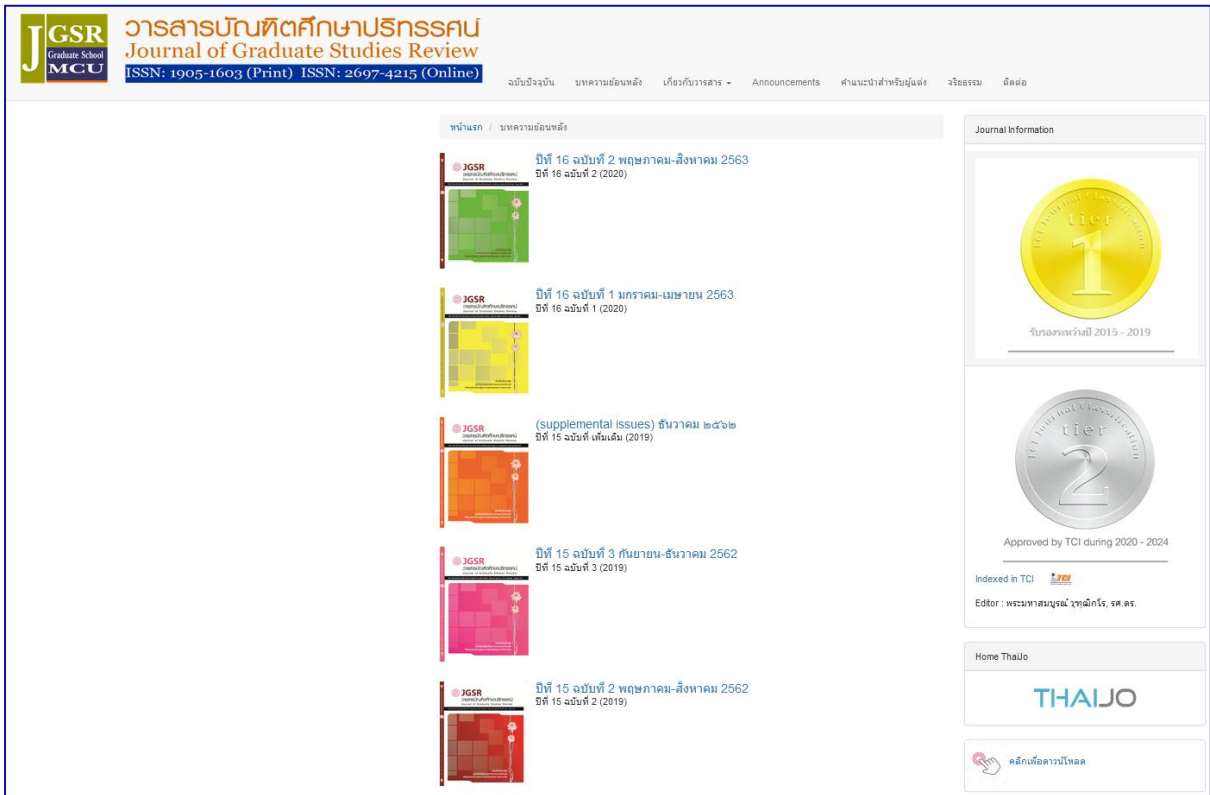 JGSR
Graduate School
MCU
วารสารบัณฑิตศึกษาปริทรรศน์
Journal of Graduate Studies Review
ISSN: 1905-1603 (Print) ISSN: 2697-4215 (Online)
ฉบับปัจจุบัน บทความย้อนหลัง เกี่ยวกับวารสาร Announcements คำแนะนำสำหรับผู้แต่ง จริยธรรม ติดต่อ
หน้าแรก / บทความย้อนหลัง
JGSR
ปีที่ 16 ฉบับที่ 2 พฤษภาคม-สิงหาคม 2563
ปีที่ 16 ฉบับที่ 2 (2020)
JGSR
ปีที่ 16 ฉบับที่ 1 มกราคม-เมษายน 2563
ปีที่ 16 ฉบับที่ 1 (2020)
JGSR
(supplemental issues) ธันวาคม ๒๕๖๒
ปีที่ 15 ฉบับที่ เพิ่มเติม (2019)
JGSR
ปีที่ 15 ฉบับที่ 3 กันยายน-ธันวาคม 2562
ปีที่ 15 ฉบับที่ 3 (2019)
JGSR
ปีที่ 15 ฉบับที่ 2 พฤษภาคม-สิงหาคม 2562
ปีที่ 15 ฉบับที่ 2 (2019)
Journal Information
TCI Journal Classification
tier
1
รับรองระหว่างปี 2015 - 2019
TCI Journal Classification
tier
2
Approved by TCI during 2020 - 2024
Indexed in TCI TCI
Editor : พระมหาสมบูรณ์ วุฑฺฒิกโร, รศ.ดร.
Home ThaiJo
THAIJO
คลิกเพื่อดาวน์โหลด